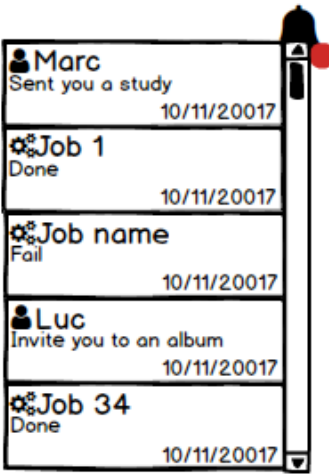 Marc
Sent you a study
10/11/20017
Job 1
Done
10/11/20017
Job name
Fail
10/11/20017
Luc
Invite you to an album
10/11/20017
Job 34
Done
10/11/20017